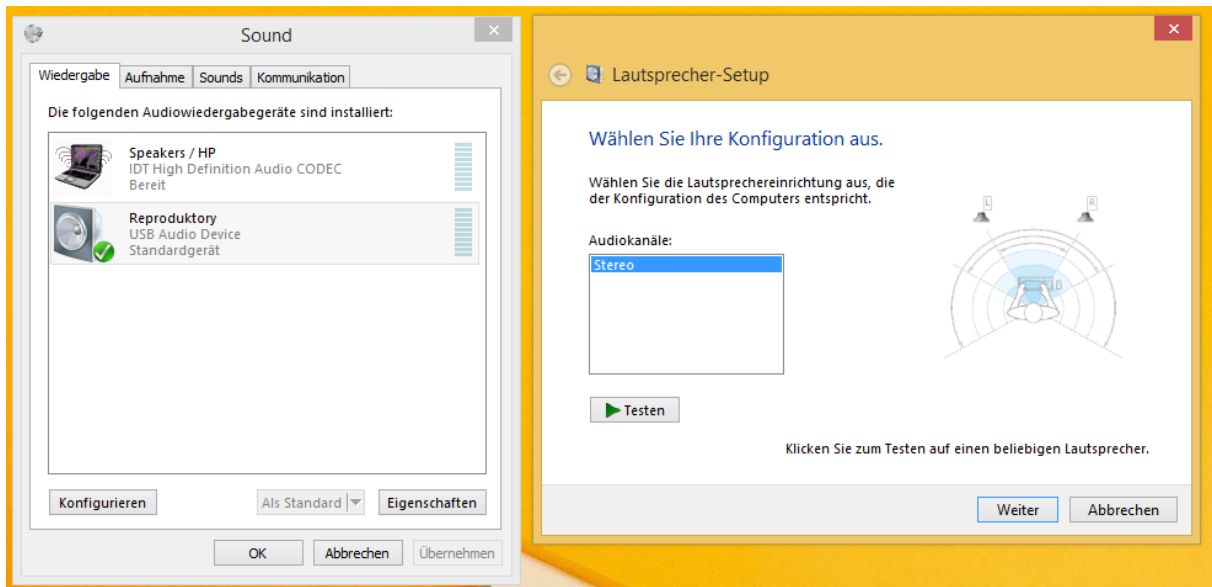 Sound
Wiedergabe Aufnahme Sounds Kommunikation
Die folgenden Audiowiedergabegeräte sind installiert:
Speakers / HP
IDT High Definition Audio CODEC
Bereit
Reproduktory
USB Audio Device
Standardgerät
Konfigurieren Als Standard Eigenschaften
OK Abbrechen Übernehmen
Lautsprecher-Setup
Wählen Sie Ihre Konfiguration aus.
Wählen Sie die Lautsprechereinrichtung aus, die
der Konfiguration des Computers entspricht.
Audiokanäle:
Stereo
L R
Testen
Klicken Sie zum Testen auf einen beliebigen Lautsprecher.
Weiter Abbrechen